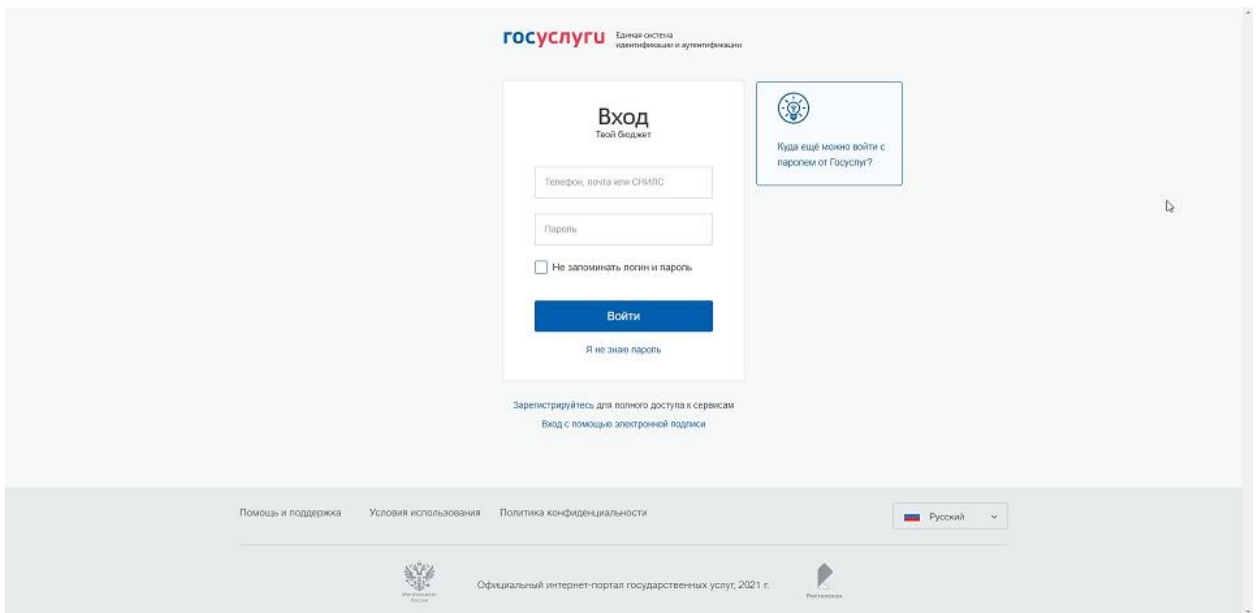 госуслуги
Единая система
идентификации и аутентификации
Вход
Твой бюджет
Телефон, почта или СНИЛС
Пароль
Не запоминать логин и пароль
Войти
Я не знаю пароль
Куда ещё можно войти с
паролем от Госуслуг?
Зарегистрируйтесь для полного доступа к сервисам
Вход с помощью электронной подписи
Помощь и поддержка
Условия использования
Политика конфиденциальности
Русский
Официальный интернет-портал государственных услуг, 2021 г.
Ростелеком